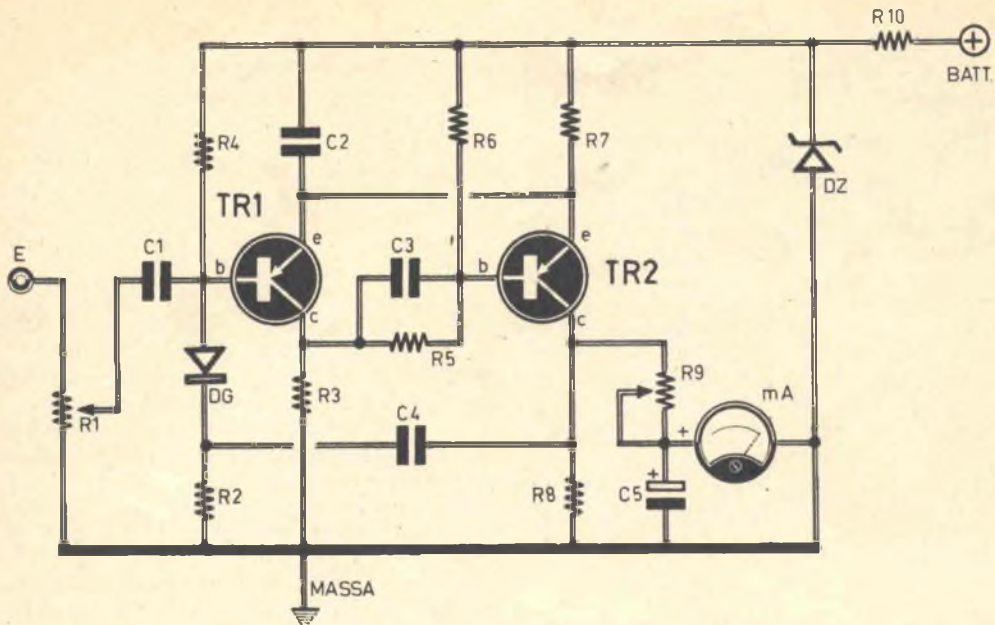 R10
BATT.
R4
C2
R6
R7
DZ
TR1
E
C1
b
e
c
C3
b
e
c
TR2
R5
R9
mA
DG
R1
R3
C4
+
+
R2
R8
C5
MASSA